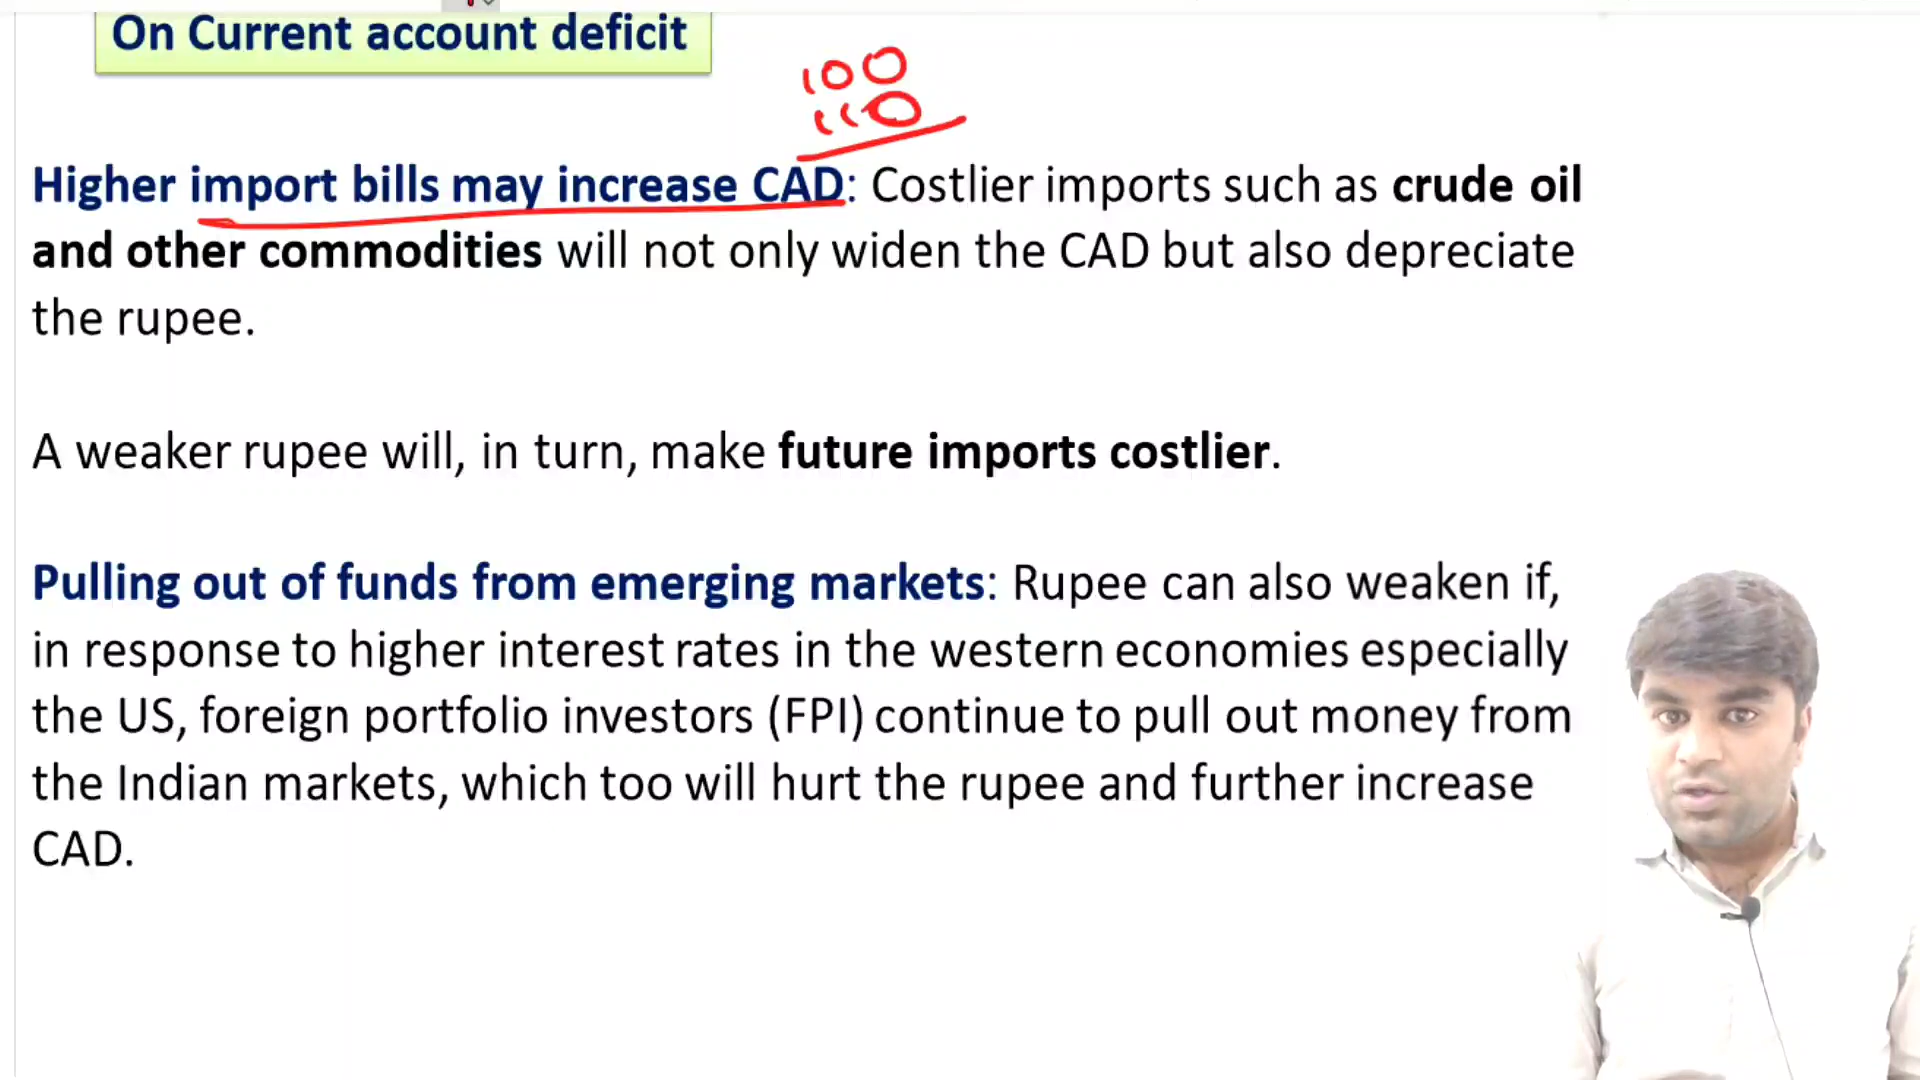 On Current account deficit
100
110
Higher import bills may increase CAD: Costlier imports such as crude oil
and other commodities will not only widen the CAD but also depreciate
the rupee.
A weaker rupee will, in turn, make future imports costlier.
Pulling out of funds from emerging markets: Rupee can also weaken if,
in response to higher interest rates in the western economies especially
the US, foreign portfolio investors (FPI) continue to pull out money from
the Indian markets, which too will hurt the rupee and further increase
CAD.